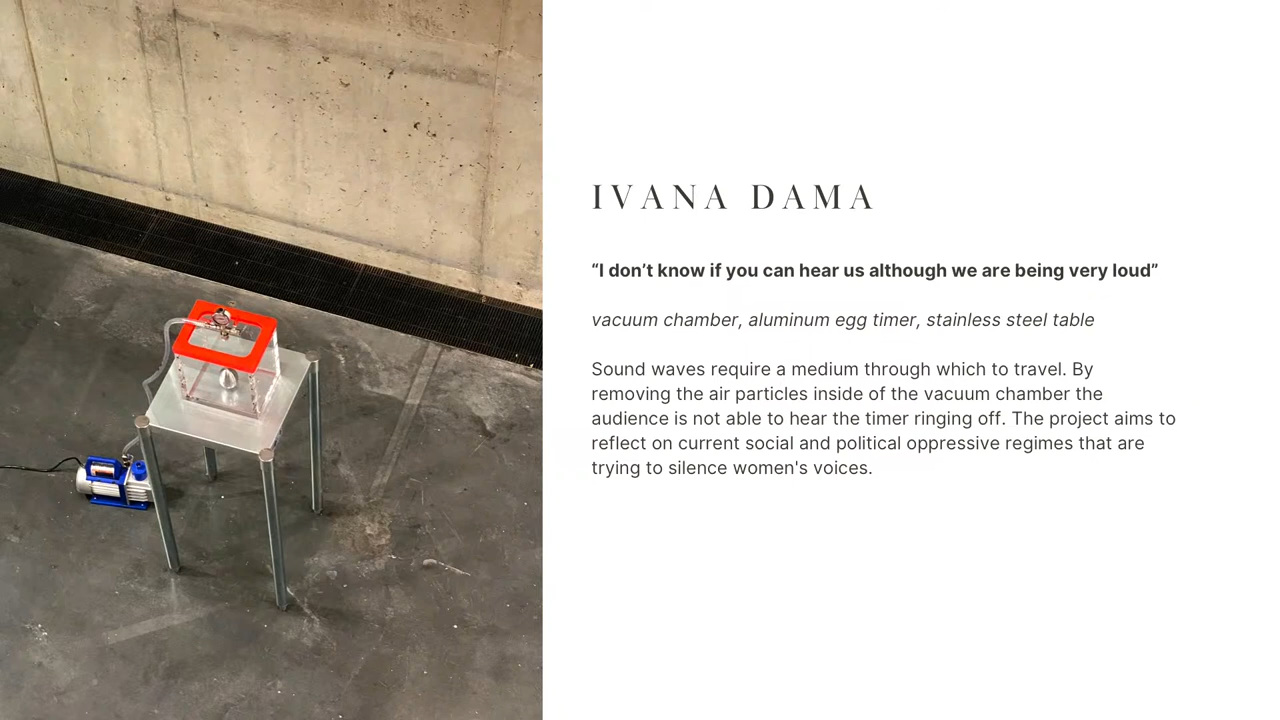 IVANA DAMA
“I don’t know if you can hear us although we are being very loud”
vacuum chamber, aluminum egg timer, stainless steel table
Sound waves require a medium through which to travel. By
removing the air particles inside of the vacuum chamber the
audience is not able to hear the timer ringing off. The project aims to
reflect on current social and political oppressive regimes that are
trying to silence women's voices.